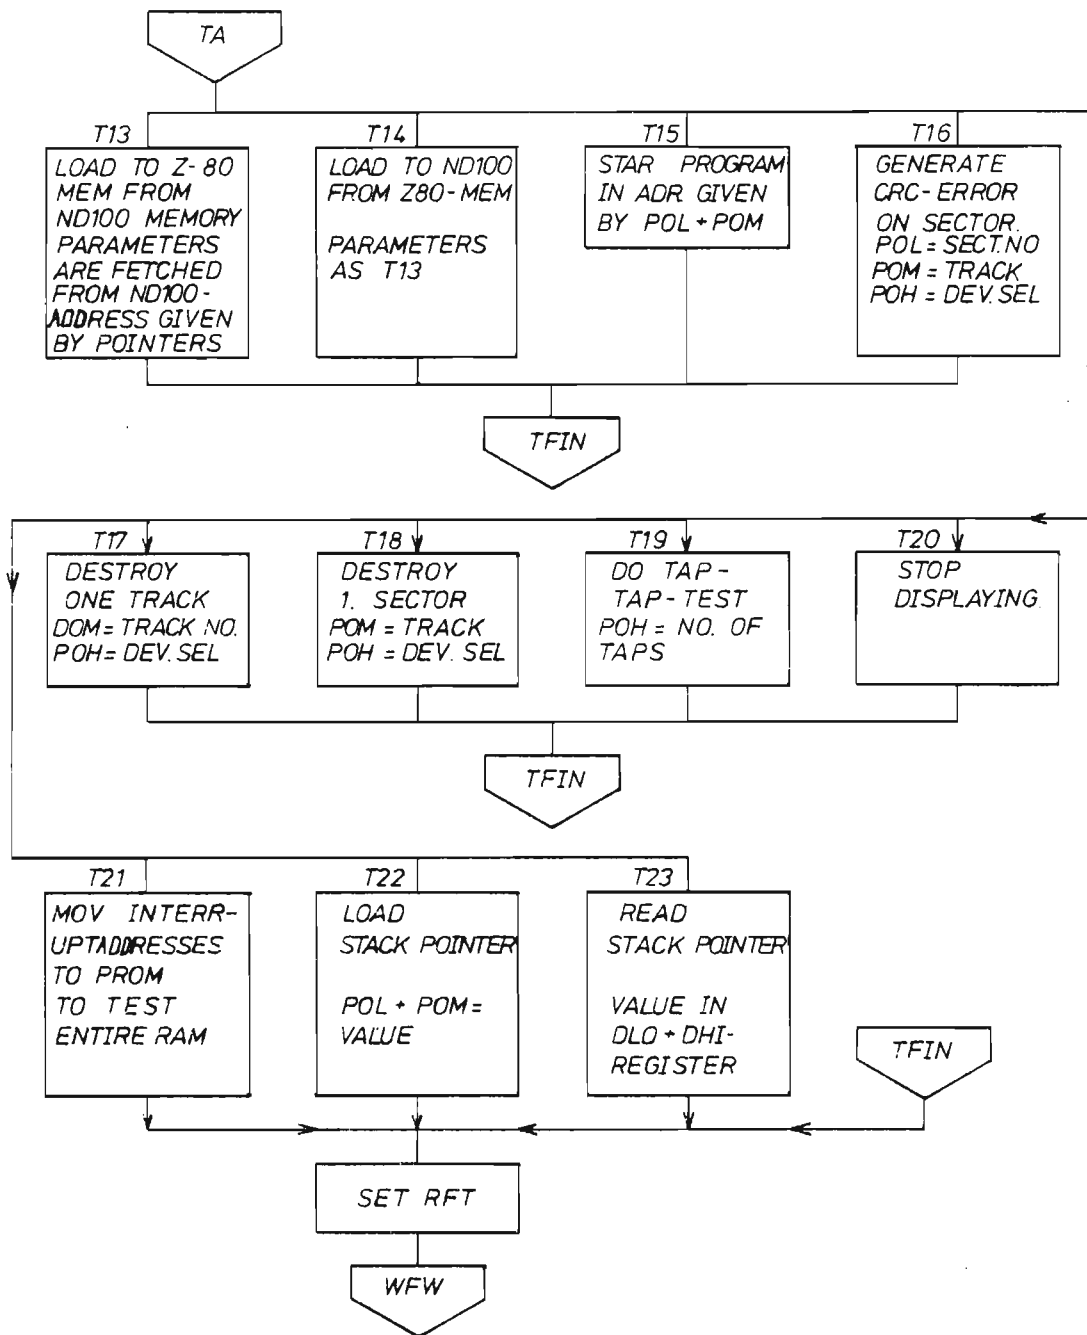 TA
T13
LOAD TO Z-80
MEM FROM
ND100 MEMORY
PARAMETERS
ARE FETCHED
FROM ND100-
ADDRESS GIVEN
BY POINTERS
T14
LOAD TO ND100
FROM Z80-MEM
PARAMETERS
AS T13
T15
STAR PROGRAM
IN ADR GIVEN
BY POL + POM
T16
GENERATE
CRC-ERROR
ON SECTOR.
POL = SECT.NO
POM = TRACK
POH = DEV.SEL
TFIN
T17
DESTROY
ONE TRACK
DOM = TRACK NO.
POH = DEV.SEL
T18
DESTROY
1. SECTOR
POM = TRACK
POH = DEV.SEL
T19
DO TAP-
TAP-TEST
POH = NO. OF
TAPS
T20
STOP
DISPLAYING.
TFIN
T21
MOV INTERR-
UPTADDRESSES
TO PROM
TO TEST
ENTIRE RAM
T22
LOAD
STACK POINTER
POL + POM =
VALUE
T23
READ
STACK POINTER
VALUE IN
DLO + DHI-
REGISTER
TFIN
SET RFT
WFW